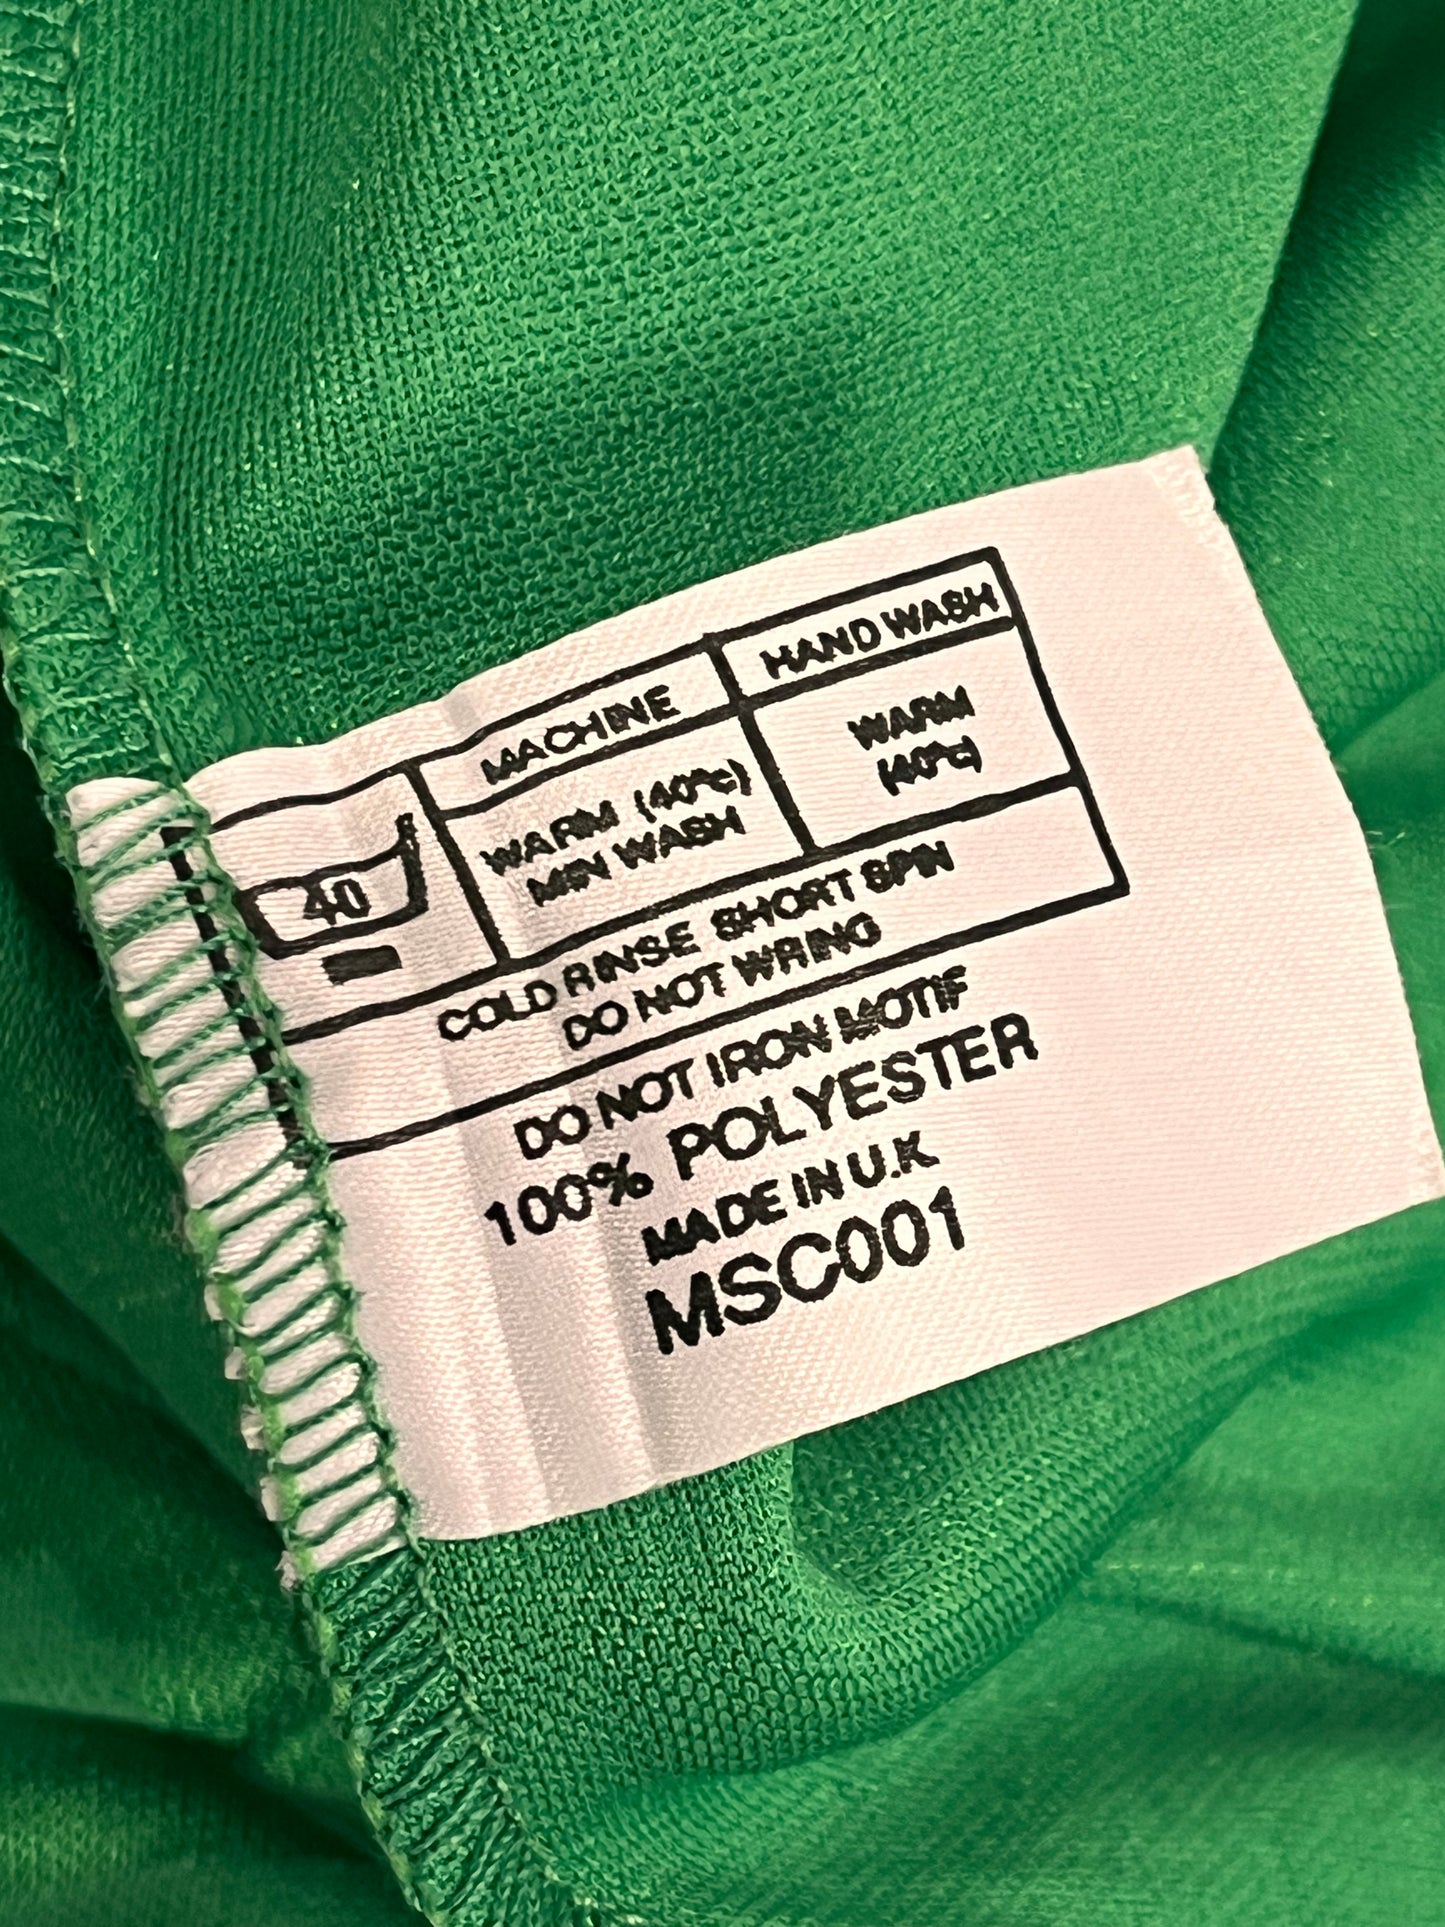 40
MACHINE
WARM (40°c)
MIN WASH
HAND WASH
WARM
(40°c)
COLD RINSE SHORT SPIN
DO NOT WRING
DO NOT IRON MOTIF
100% POLYESTER
MADE IN U.K
MSC001